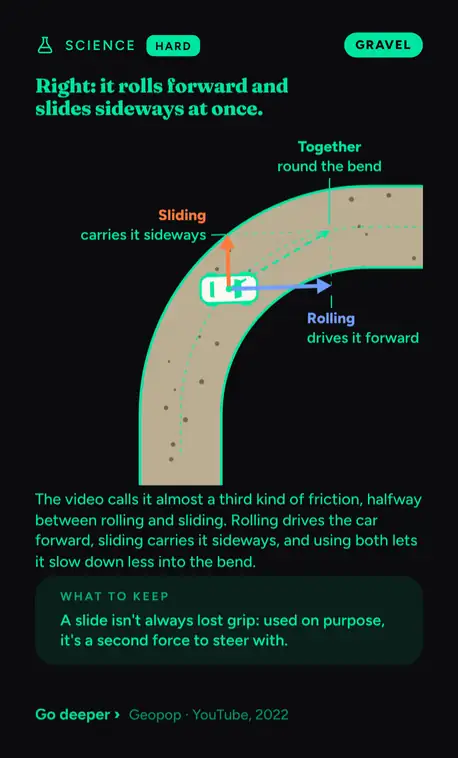 SCIENCE
HARD
GRAVEL
Right: it rolls forward and
slides sideways at once.
Together
round the bend
Sliding
carries it sideways
Rolling
drives it forward
The video calls it almost a third kind of friction, halfway
between rolling and sliding. Rolling drives the car
forward, sliding carries it sideways, and using both lets
it slow down less into the bend.
WHAT TO KEEP
A slide isn't always lost grip: used on purpose,
it's a second force to steer with.
Go deeper › Geopop · YouTube, 2022